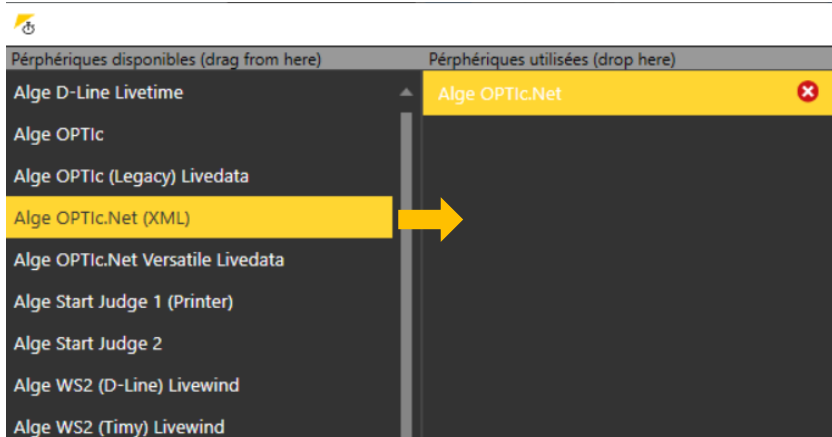 Pérphériques disponibles (drag from here)
Pérphériques utilisées (drop here)
Alge D-Line Livetime
Alge OPTIc.Net
Alge OPTIc
Alge OPTIc (Legacy) Livedata
Alge OPTIc.Net (XML)
Alge OPTIc.Net Versatile Livedata
Alge Start Judge 1 (Printer)
Alge Start Judge 2
Alge WS2 (D-Line) Livewind
Alge WS2 (Timy) Livewind